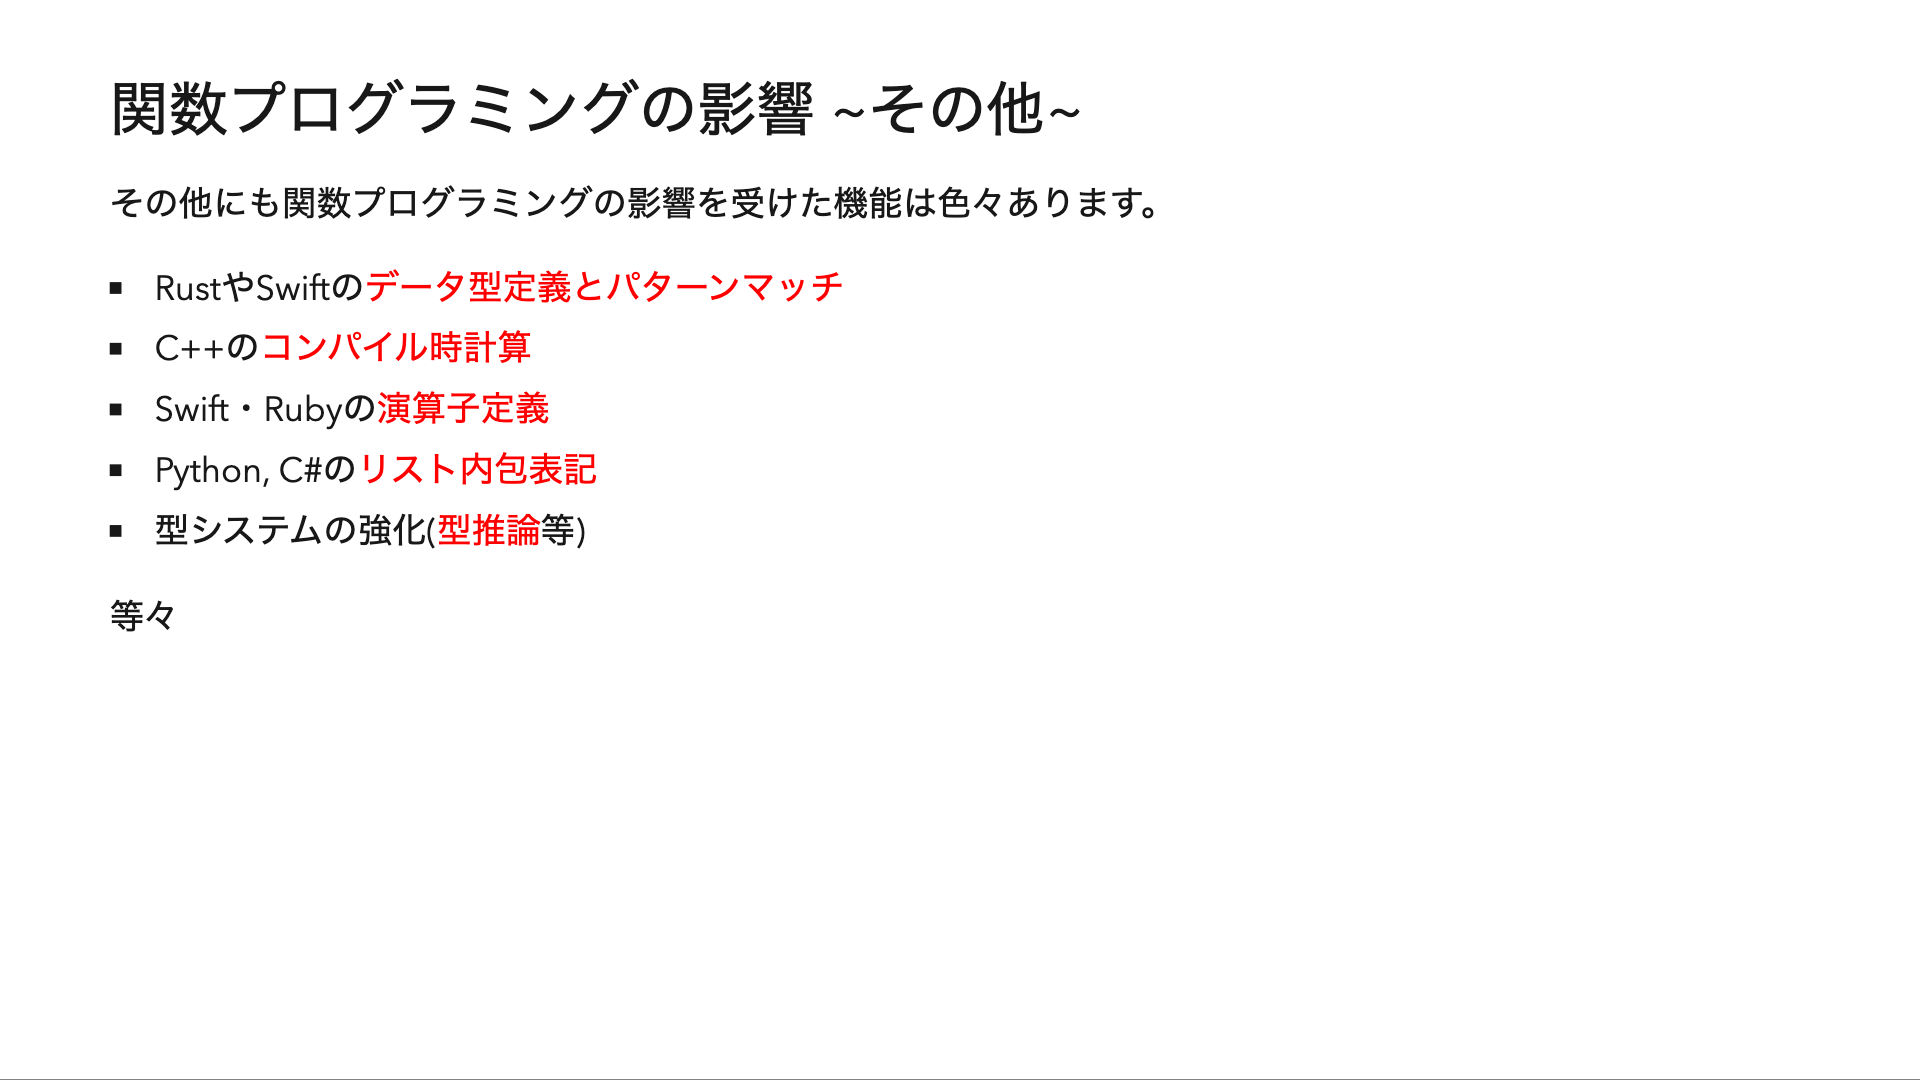 関数プログラミングの影響 ~その他~
その他にも関数プログラミングの影響を受けた機能は色々あります。
▪ RustやSwiftのデータ型定義とパターンマッチ
▪ C++のコンパイル時計算
▪ Swift・Rubyの演算子定義
▪ Python, C#のリスト内包表記
▪ 型システムの強化(型推論等)
等々